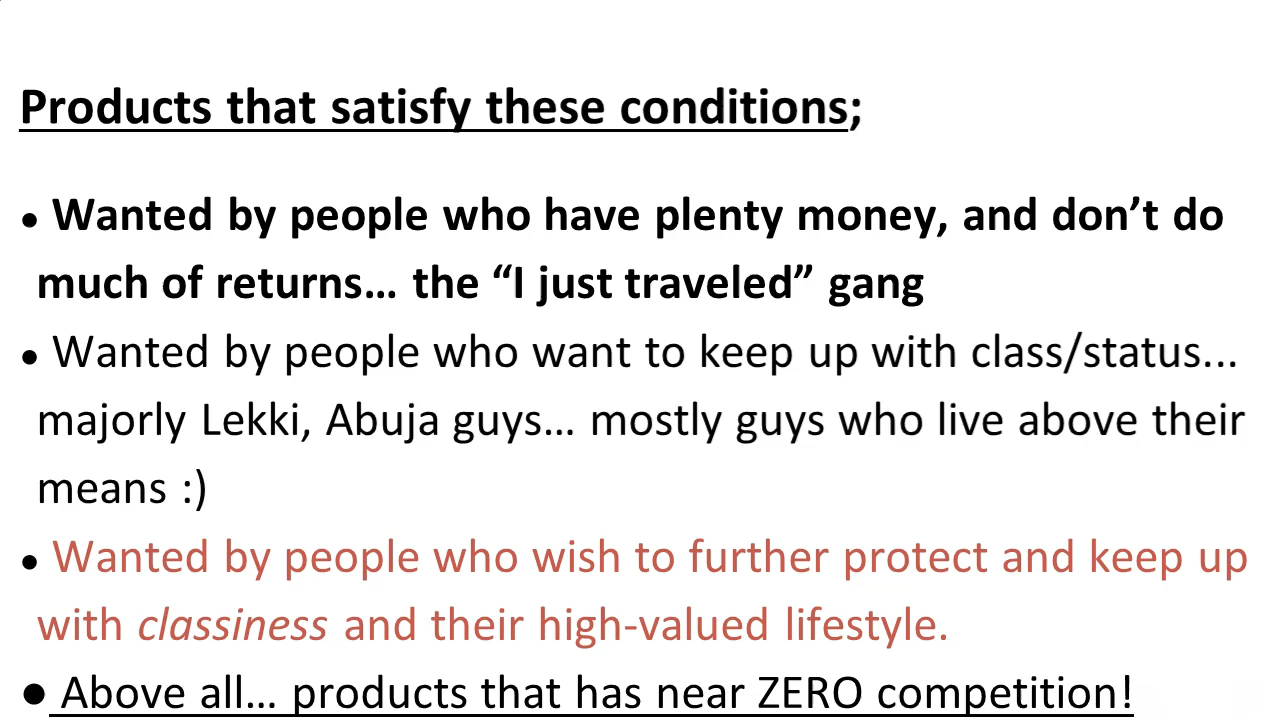 Products that satisfy these conditions;
● Wanted by people who have plenty money, and don’t do
much of returns… the “I just traveled” gang
● Wanted by people who want to keep up with class/status...
majorly Lekki, Abuja guys… mostly guys who live above their
means :)
● Wanted by people who wish to further protect and keep up
with classiness and their high-valued lifestyle.
● Above all… products that has near ZERO competition!